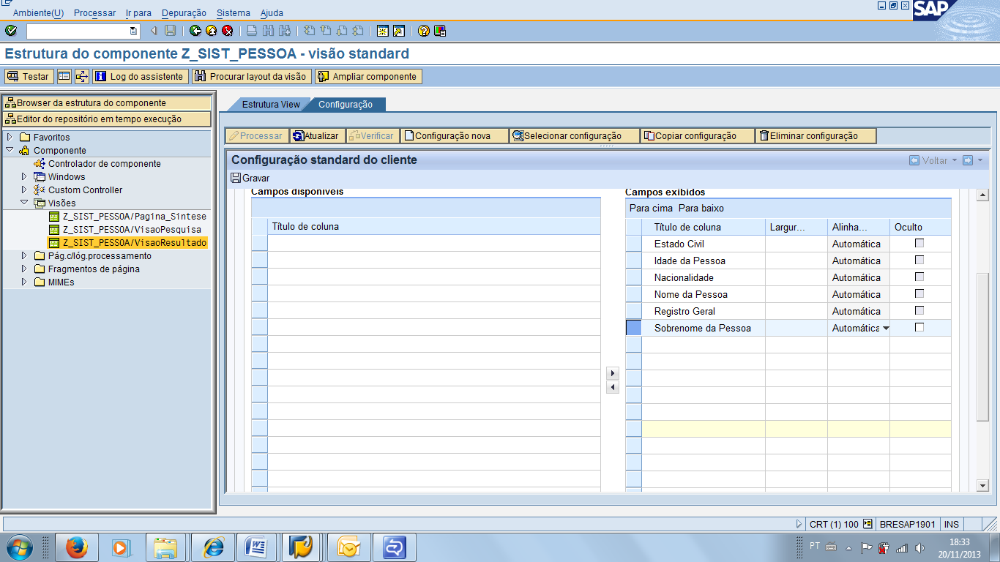 Ambiente(U) Processar Ir para Depuração Sistema Ajuda
SAP
Estrutura do componente Z_SIST_PESSOA - visão standard
Testar Log do assistente Procurar layout da visão Ampliar componente
Browser da estrutura do componente
Editor do repositório em tempo execução
Favoritos
Componente
Controlador de componente
Windows
Custom Controller
Visões
Z_SIST_PESSOA/Pagina_Sintese
Z_SIST_PESSOA/VisaoPesquisa
Z_SIST_PESSOA/VisaoResultado
Pág.c/lóg.processamento
Fragmentos de página
MIMEs
Estrutura View Configuração
Processar Atualizar Verificar Configuração nova Selecionar configuração Copiar configuração Eliminar configuração
Configuração standard do cliente Voltar
Gravar
Campos disponíveis
Título de coluna
Campos exibidos
Para cima Para baixo
Título de coluna Largur... Alinha... Oculto
Estado Civil Automática
Idade da Pessoa Automática
Nacionalidade Automática
Nome da Pessoa Automática
Registro Geral Automática
Sobrenome da Pessoa Automática
CRT (1) 100 BRESAP1901 INS
PT 18:33
20/11/2013